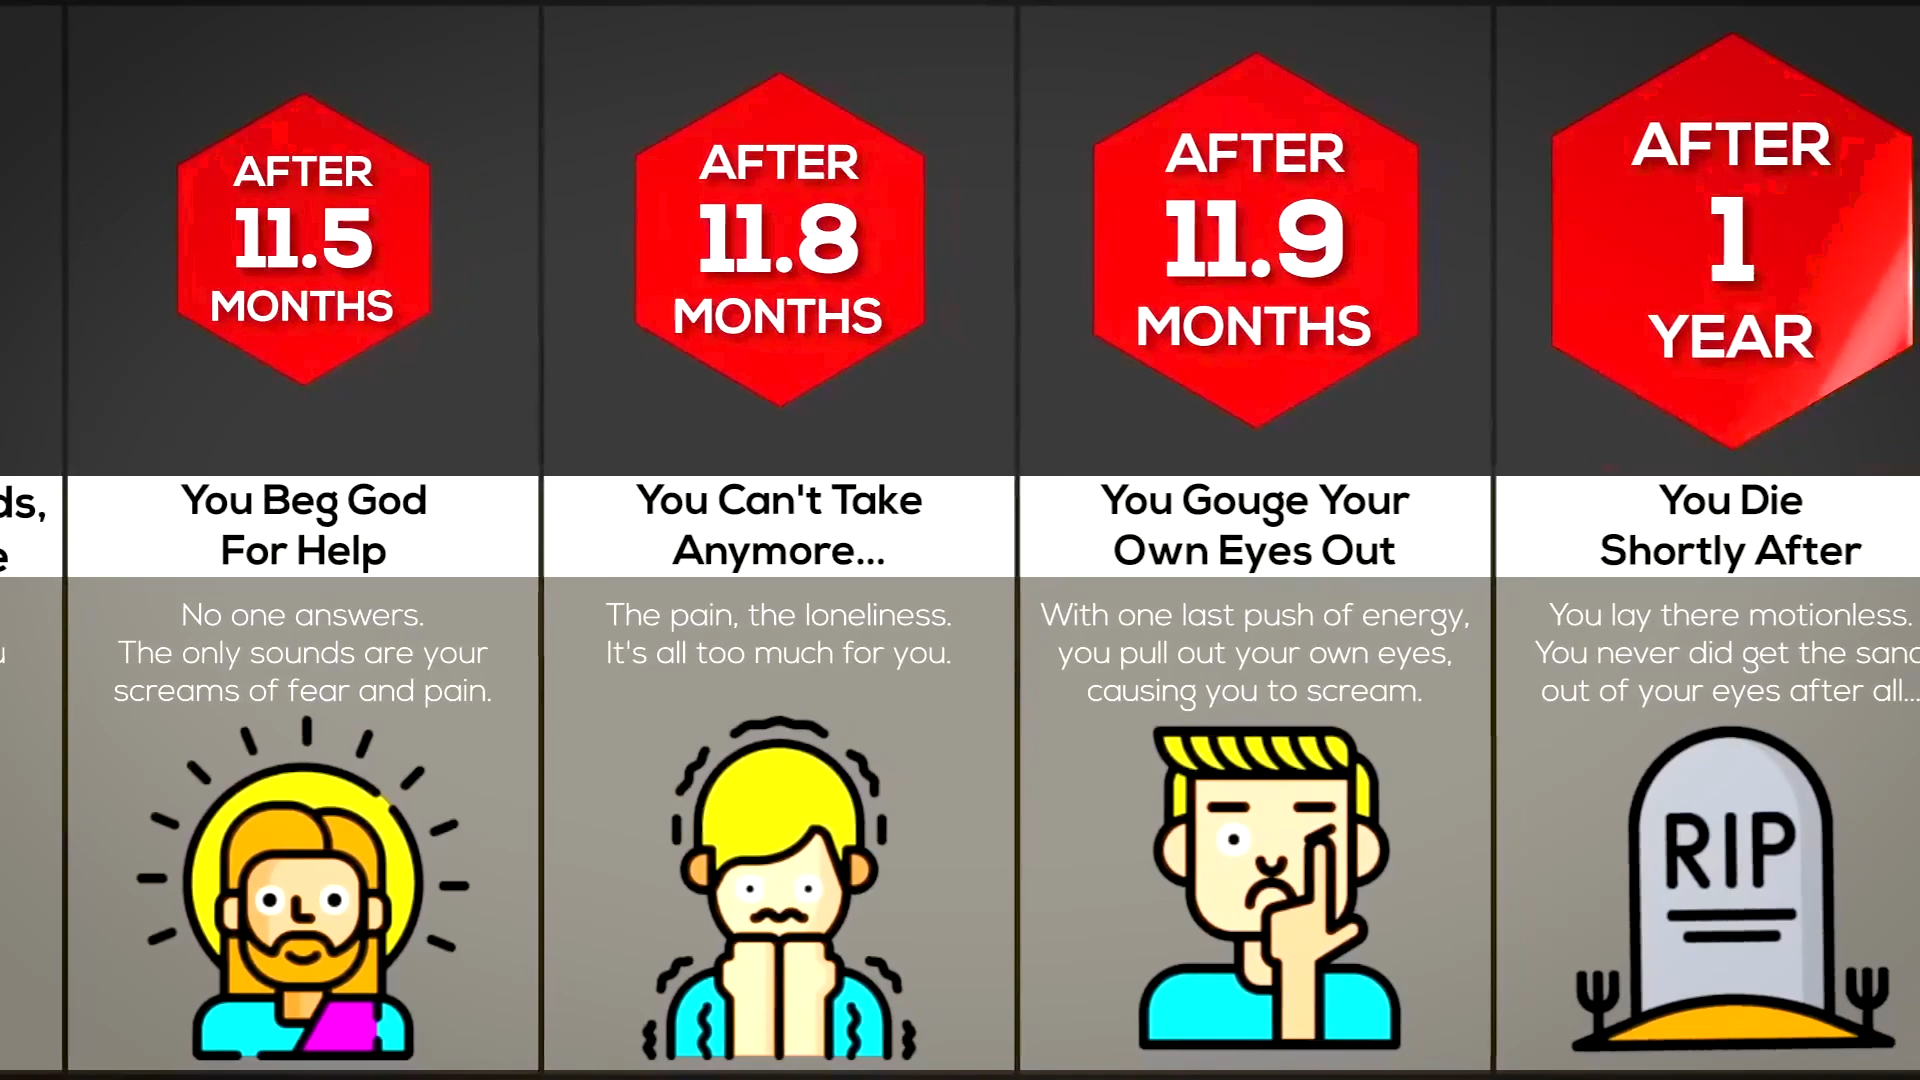 ds,
e
u
AFTER
11.5
MONTHS
You Beg God
For Help
No one answers.
The only sounds are your
screams of fear and pain.
AFTER
11.8
MONTHS
You Can't Take
Anymore...
The pain, the loneliness.
It's all too much for you.
AFTER
11.9
MONTHS
You Gouge Your
Own Eyes Out
With one last push of energy,
you pull out your own eyes,
causing you to scream.
AFTER
1
YEAR
You Die
Shortly After
You lay there motionless.
You never did get the sand
out of your eyes after all...
RIP